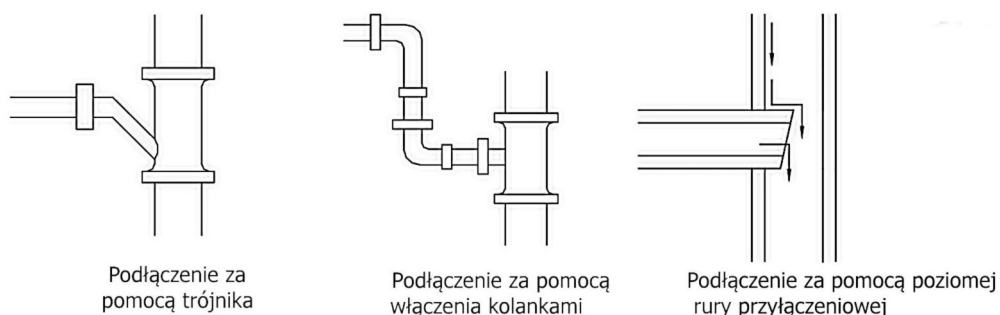 Podłączenie za
pomocą trójnika
Podłączenie za pomocą
włączenia kolankami
Podłączenie za pomocą poziomej
rury przyłączeniowej